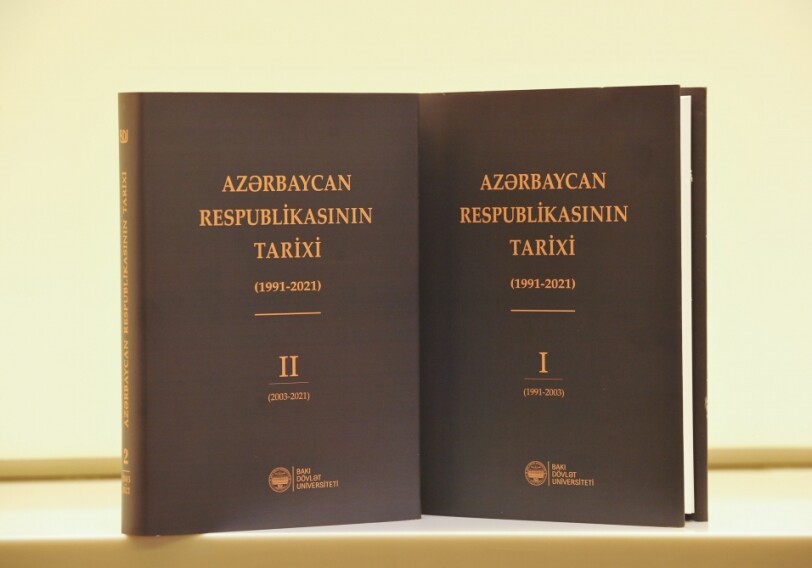 AZƏRBAYCAN RESPUBLİKASININ TARİXİ
2
AZƏRBAYCAN
RESPUBLİKASININ
TARİXİ
(1991-2021)
II
(2003-2021)
BAKI
DÖVLƏT
UNİVERSİTETİ
AZƏRBAYCAN
RESPUBLİKASININ
TARİXİ
(1991-2021)
I
(1991-2003)
BAKI
DÖVLƏT
UNİVERSİTETİ